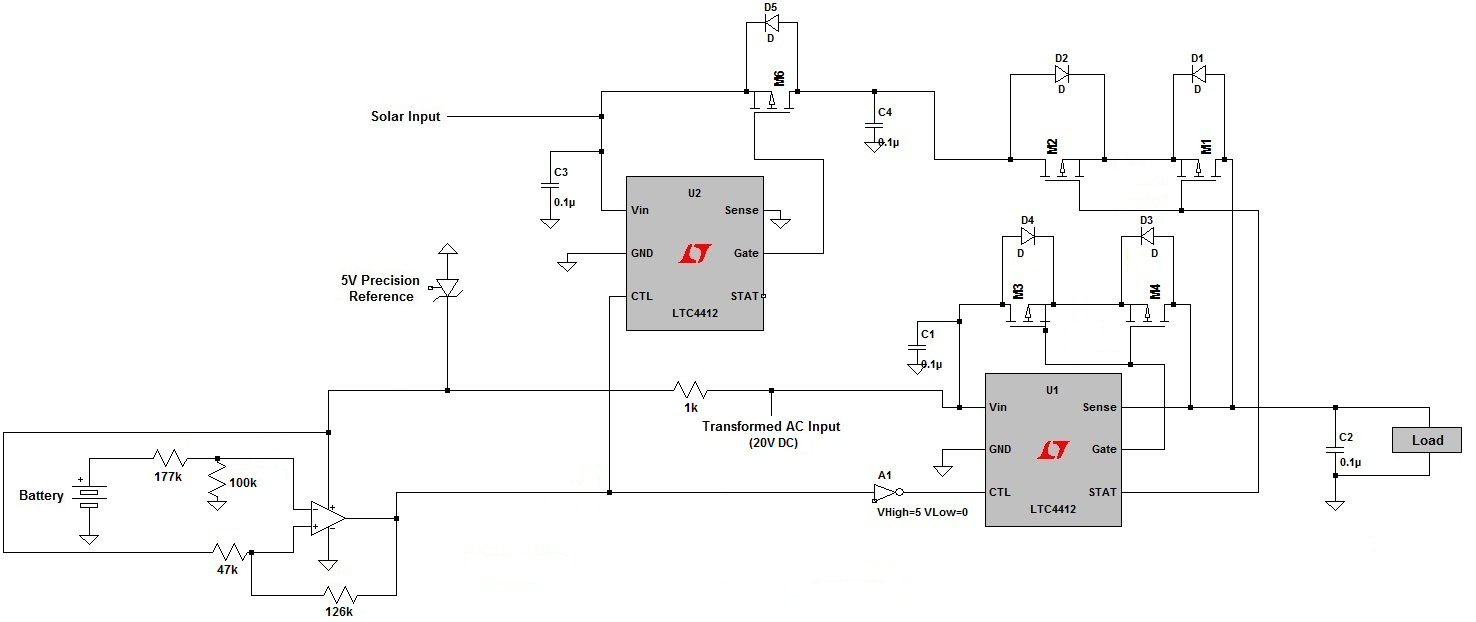 D5
D
M6
Solar Input
C4
0.1µ
D2
D
D1
D
M2
M1
C3
0.1µ
U2
Vin
Sense
GND
Gate
CTL
STAT
LTC4412
5V Precision
Reference
D4
D
D3
D
M3
M4
C1
0.1µ
1k
Transformed AC Input
(20V DC)
U1
Vin
Sense
GND
Gate
CTL
STAT
LTC4412
A1
VHigh=5 VLow=0
C2
0.1µ
Load
Battery
+
177k
100k
-
+
+
-
47k
126k